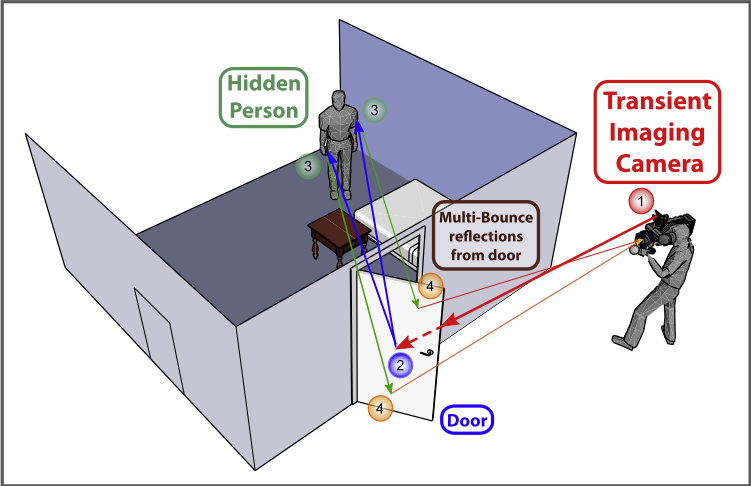 Hidden
Person
3
3
Transient
Imaging
Camera
1
Multi-Bounce
reflections
from door
4
2
4
Door